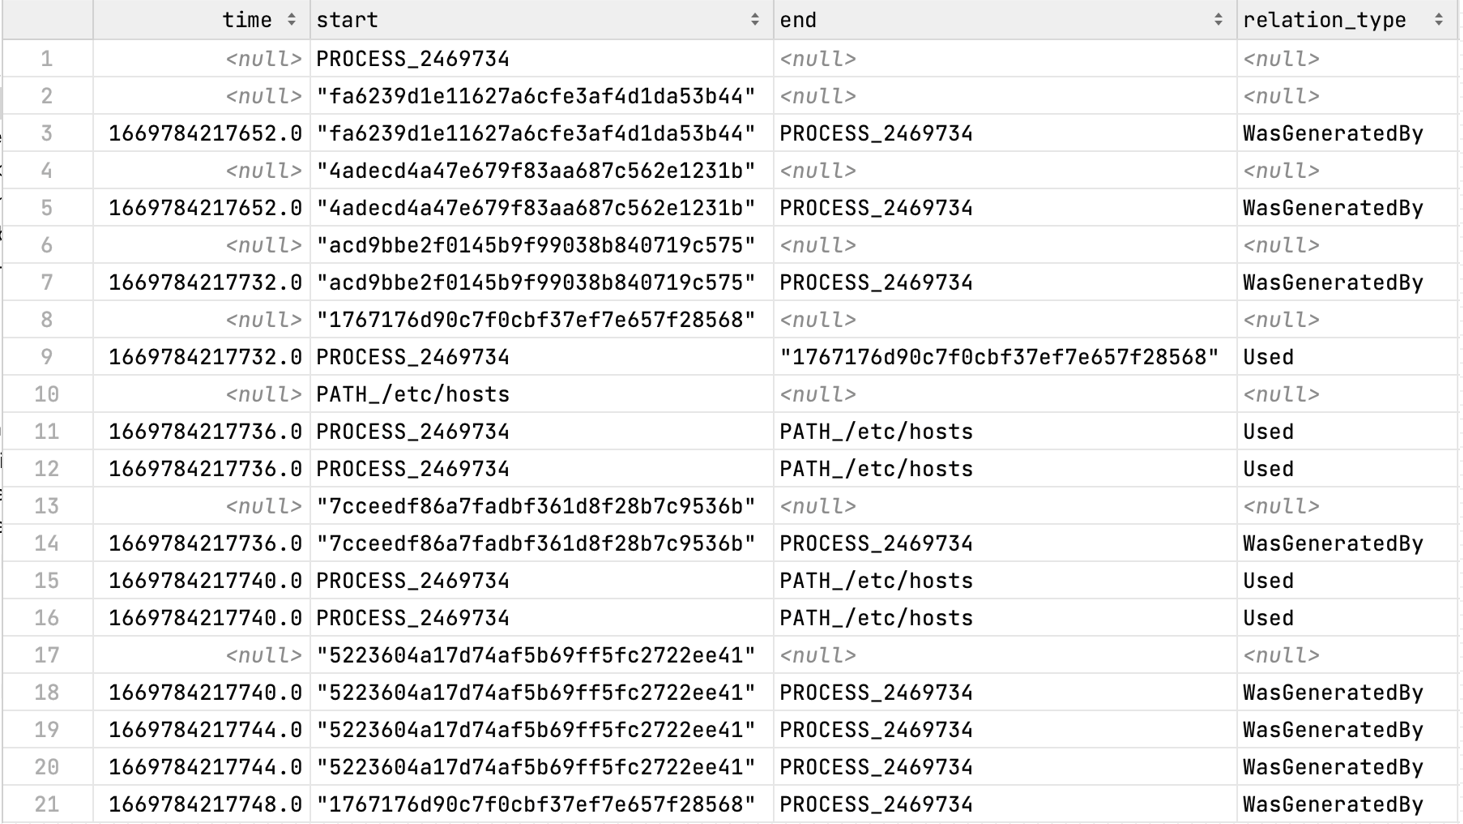 time start end relation_type
1 <null> PROCESS_2469734 <null> <null>
2 <null> "fa6239d1e11627a6cfe3af4d1da53b44" <null> <null>
3 1669784217652.0 "fa6239d1e11627a6cfe3af4d1da53b44" PROCESS_2469734 WasGeneratedBy
4 <null> "4adecd4a47e679f83aa687c562e1231b" <null> <null>
5 1669784217652.0 "4adecd4a47e679f83aa687c562e1231b" PROCESS_2469734 WasGeneratedBy
6 <null> "acd9bbe2f0145b9f99038b840719c575" <null> <null>
7 1669784217732.0 "acd9bbe2f0145b9f99038b840719c575" PROCESS_2469734 WasGeneratedBy
8 <null> "1767176d90c7f0cbf37ef7e657f28568" <null> <null>
9 1669784217732.0 PROCESS_2469734 "1767176d90c7f0cbf37ef7e657f28568" Used
10 <null> PATH_/etc/hosts <null> <null>
11 1669784217736.0 PROCESS_2469734 PATH_/etc/hosts Used
12 1669784217736.0 PROCESS_2469734 PATH_/etc/hosts Used
13 <null> "7cceedf86a7fadbf361d8f28b7c9536b" <null> <null>
14 1669784217736.0 "7cceedf86a7fadbf361d8f28b7c9536b" PROCESS_2469734 WasGeneratedBy
15 1669784217740.0 PROCESS_2469734 PATH_/etc/hosts Used
16 1669784217740.0 PROCESS_2469734 PATH_/etc/hosts Used
17 <null> "5223604a17d74af5b69ff5fc2722ee41" <null> <null>
18 1669784217740.0 "5223604a17d74af5b69ff5fc2722ee41" PROCESS_2469734 WasGeneratedBy
19 1669784217744.0 "5223604a17d74af5b69ff5fc2722ee41" PROCESS_2469734 WasGeneratedBy
20 1669784217744.0 "5223604a17d74af5b69ff5fc2722ee41" PROCESS_2469734 WasGeneratedBy
21 1669784217748.0 "1767176d90c7f0cbf37ef7e657f28568" PROCESS_2469734 WasGeneratedBy